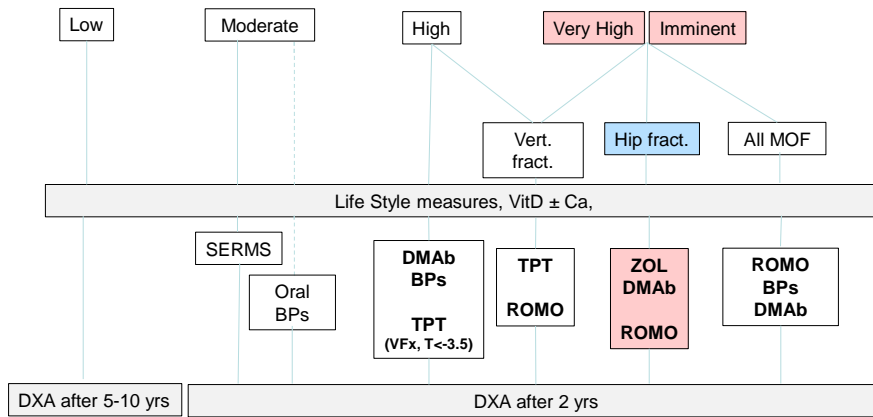 Low
Moderate
High
Very High
Imminent
Vert.
fract.
Hip fract.
All MOF
Life Style measures, VitD ± Ca,
SERMS
Oral
BPs
DMAb
BPs
TPT
(VFx, T<-3.5)
TPT
ROMO
ZOL
DMAb
ROMO
ROMO
BPs
DMAb
DXA after 5-10 yrs
DXA after 2 yrs